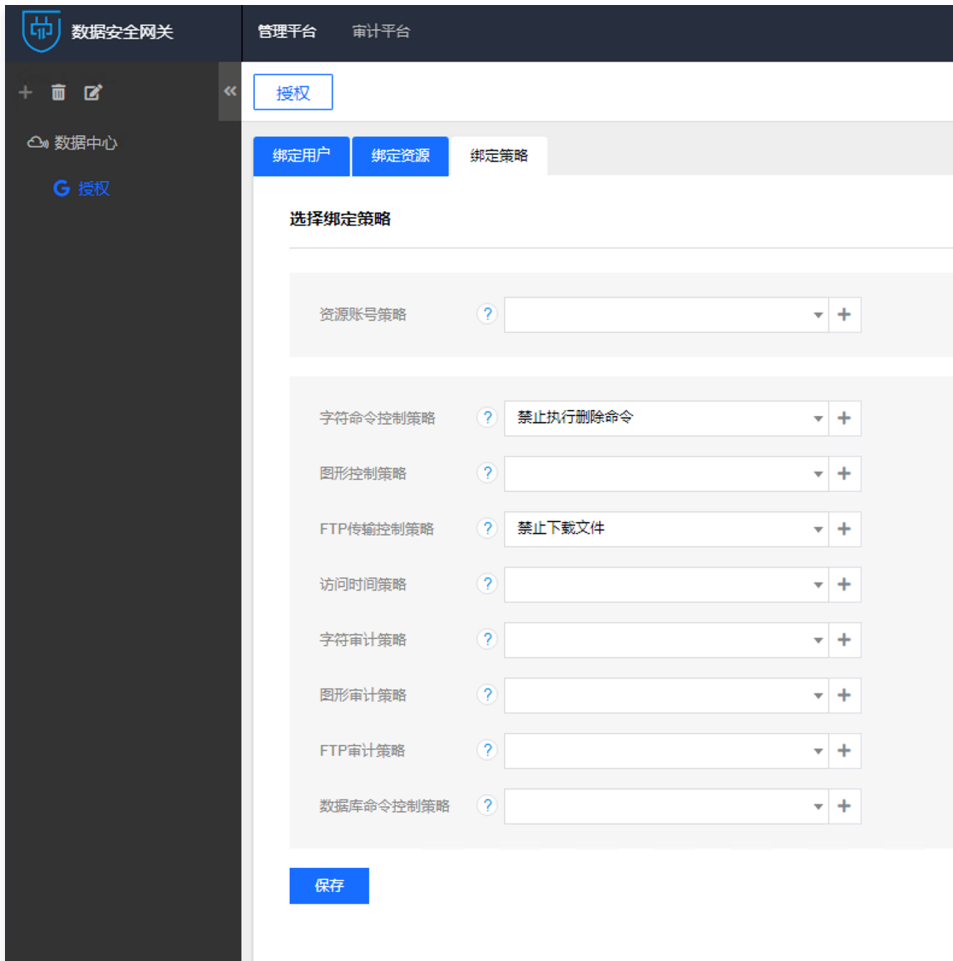 数据安全网关
管理平台 审计平台
授权
数据中心
授权
绑定用户 绑定资源 绑定策略
选择绑定策略
资源账号策略 ?
字符命令控制策略 ? 禁止执行删除命令
图形控制策略 ?
FTP传输控制策略 ? 禁止下载文件
访问时间策略 ?
字符审计策略 ?
图形审计策略 ?
FTP审计策略 ?
数据库命令控制策略 ?
保存